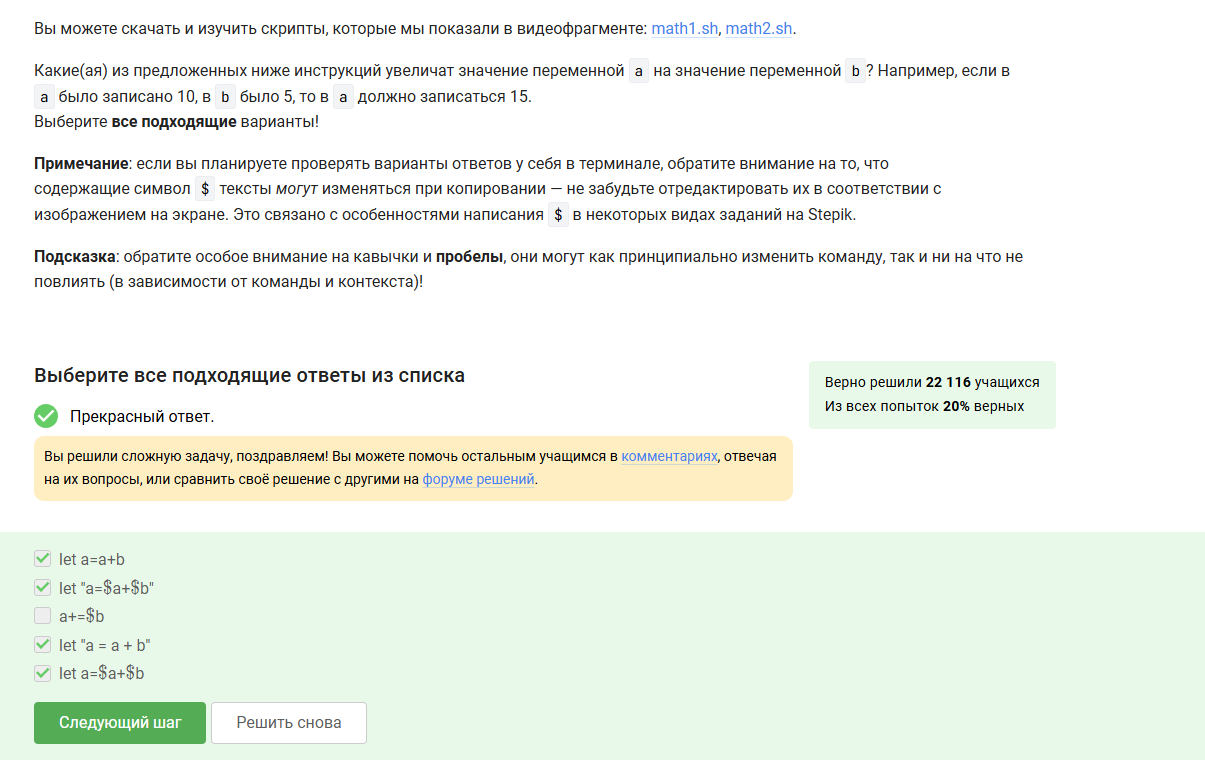 Вы можете скачать и изучить скрипты, которые мы показали в видеофрагменте: math1.sh, math2.sh.
Какие(ая) из предложенных ниже инструкций увеличат значение переменной a на значение переменной b? Например, если в
a было записано 10, в b было 5, то в a должно записаться 15.
Выберите все подходящие варианты!
Примечание: если вы планируете проверять варианты ответов у себя в терминале, обратите внимание на то, что
содержащие символ $ тексты могут изменяться при копировании — не забудьте отредактировать их в соответствии с
изображением на экране. Это связано с особенностями написания $ в некоторых видах заданий на Stepik.
Подсказка: обратите особое внимание на кавычки и пробелы, они могут как принципиально изменить команду, так и ни на что не
повлиять (в зависимости от команды и контекста)!
Выберите все подходящие ответы из списка
Верно решили 22 116 учащихся
Из всех попыток 20% верных
Прекрасный ответ.
Вы решили сложную задачу, поздравляем! Вы можете помочь остальным учащимся в комментариях, отвечая
на их вопросы, или сравнить своё решение с другими на форуме решений.
let a=a+b
let "a=$a+$b"
a+=$b
let "a = a + b"
let a=$a+$b
Следующий шаг
Решить снова